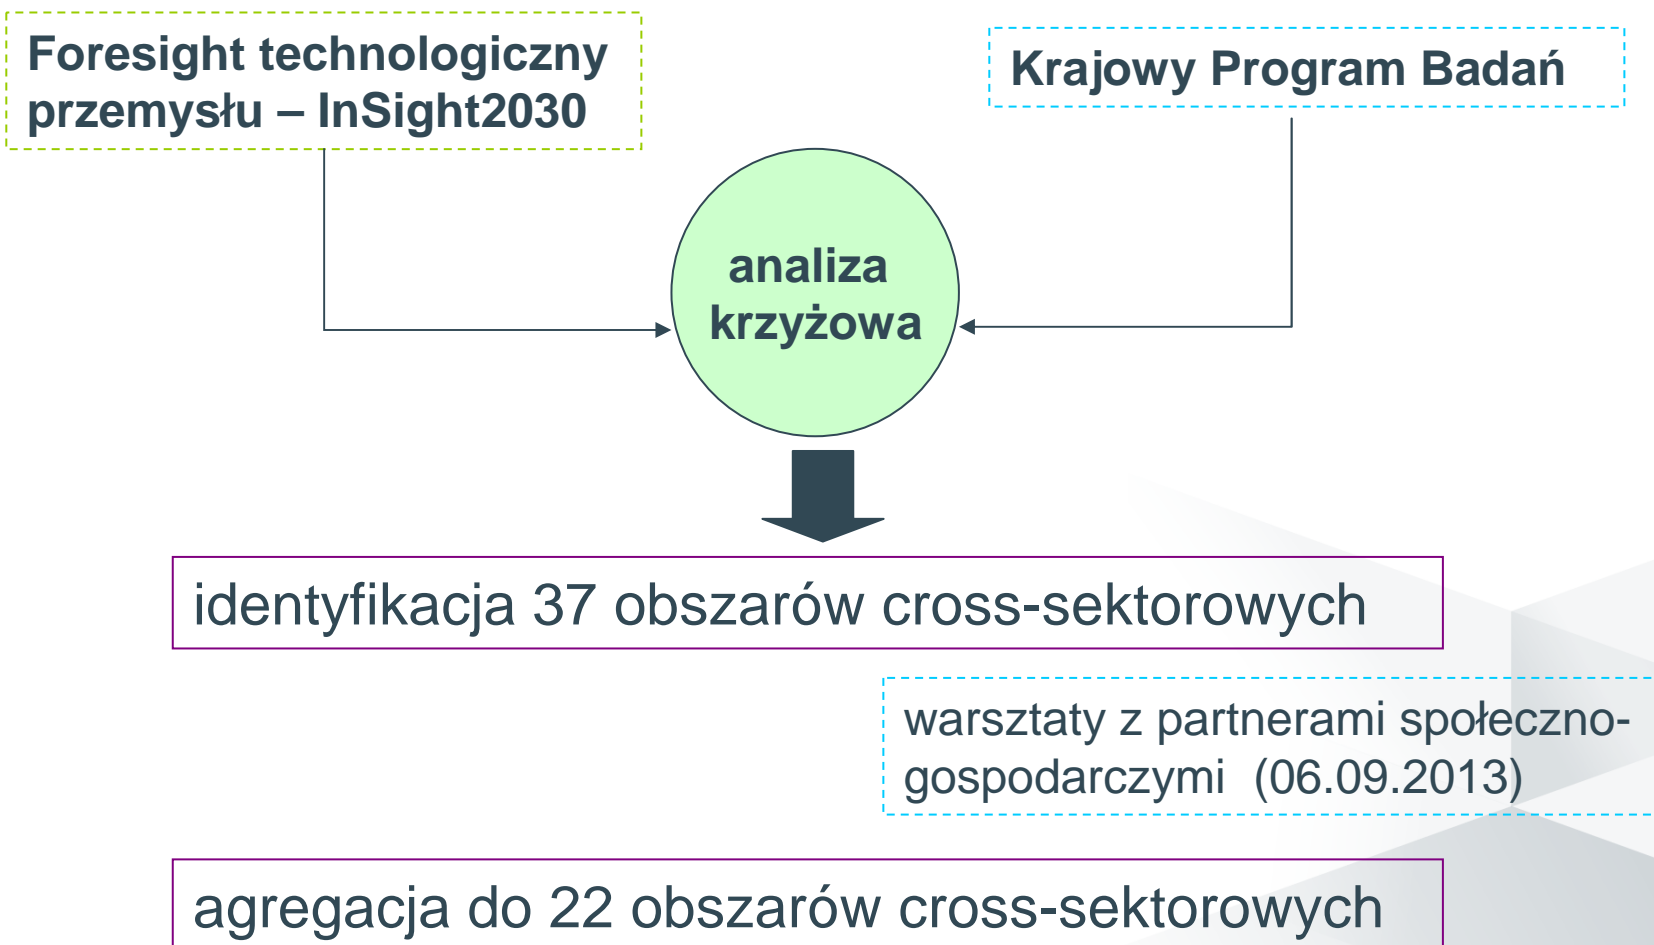 Foresight technologiczny
przemysłu – InSight2030
Krajowy Program Badań
analiza
krzyżowa
identyfikacja 37 obszarów cross-sektorowych
warsztaty z partnerami społeczno-
gospodarczymi (06.09.2013)
agregacja do 22 obszarów cross-sektorowych